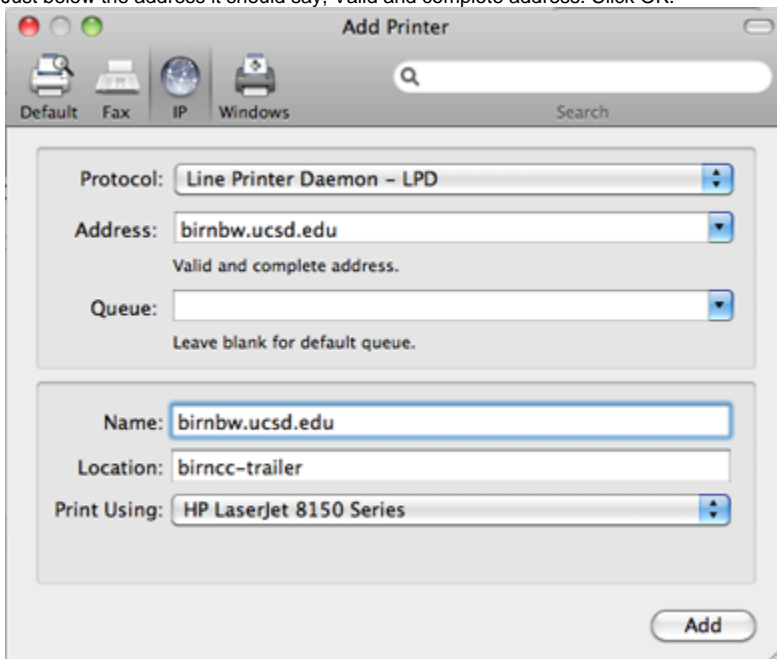 Just below the address it should say, Valid and complete address. Click OK.
Add Printer
Default Fax IP Windows Search
Protocol: Line Printer Daemon – LPD
Address: birnbw.ucsd.edu
Valid and complete address.
Queue:
Leave blank for default queue.
Name: birnbw.ucsd.edu
Location: birncc-trailer
Print Using: HP LaserJet 8150 Series
Add